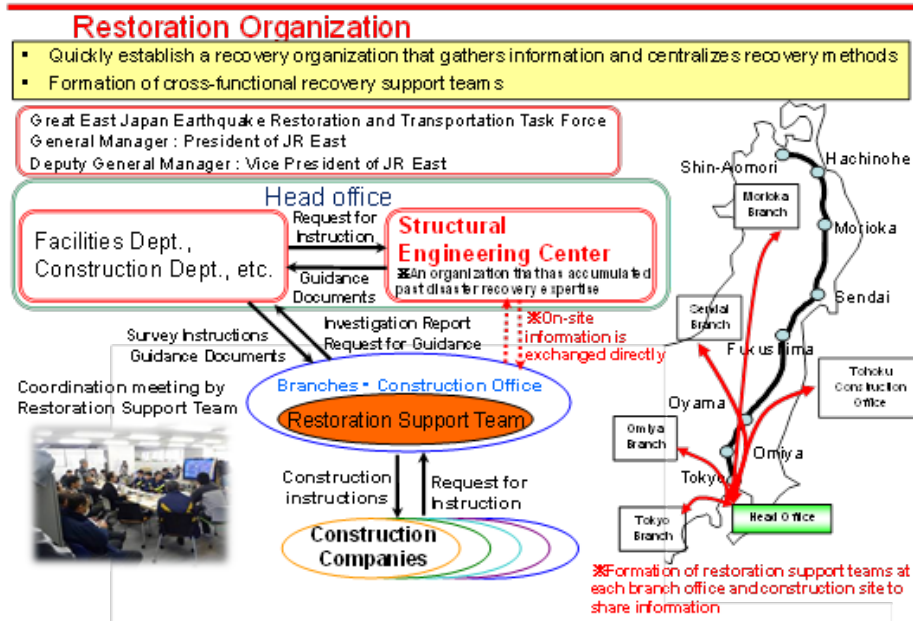 Restoration Organization
▪ Quickly establish a recovery organization that gathers information and centralizes recovery methods
▪ Formation of cross-functional recovery support teams
Great East Japan Earthquake Restoration and Transportation Task Force
General Manager : President of JR East
Deputy General Manager : Vice President of JR East
Head office
Facilities Dept.,
Construction Dept., etc.
Request for
Instruction
Guidance
Documents
Structural
Engineering Center
※An organization that has accumulated
past disaster recovery expertise
Survey Instructions
Guidance Documents
Investigation Report
Request for Guidance
※On-site
information is
exchanged directly
Coordination meeting by
Restoration Support Team
Branches・Construction Office
Restoration Support Team
Construction
instructions
Request for
Instruction
Construction
Companies
Shin-Aomori
Hachinohe
Morioka
Branch
Morioka
Sendai
Sendai
Branch
Fukushima
Tohoku
Construction
Office
Oyama
Omiya
Branch
Omiya
Tokyo
Tokyo
Branch
Head Office
※Formation of restoration support teams at
each branch office and construction site to
share information